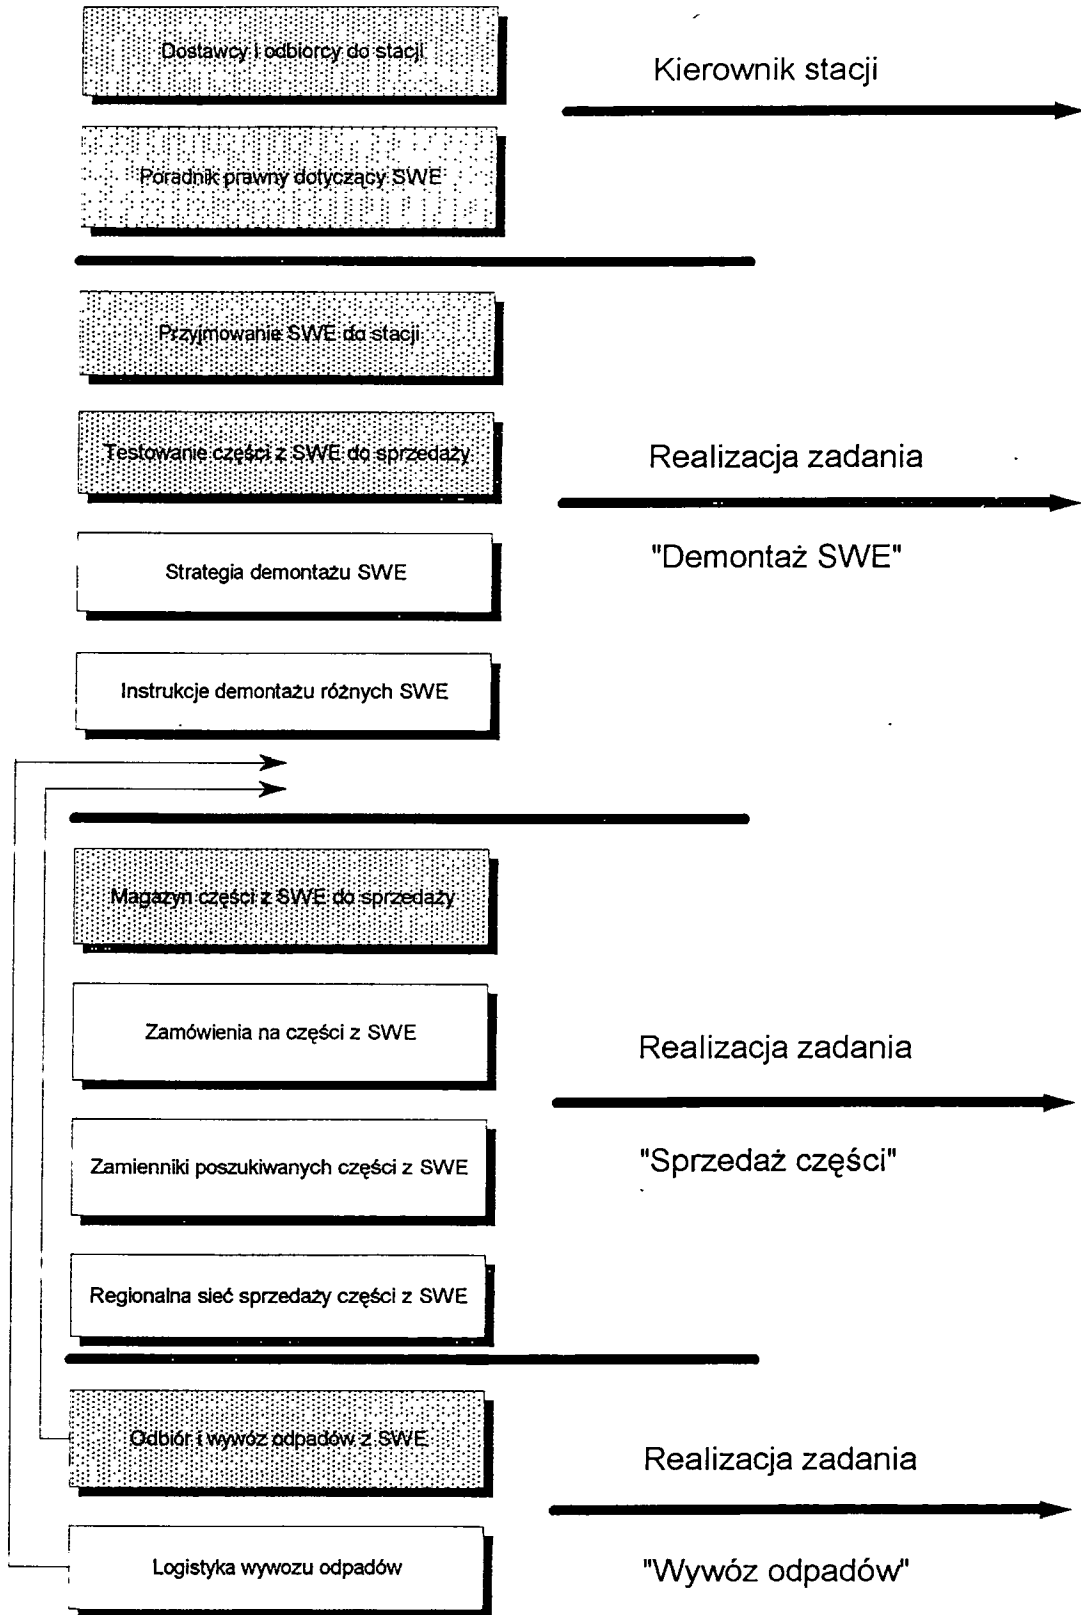 Dostawcy i odbiorcy do stacji
Kierownik stacji
Poradnik prawny dotyczący SWE
Przyjmowanie SWE do stacji
Testowanie części z SWE do sprzedaży
Realizacja zadania
"Demontaż SWE"
Strategia demontażu SWE
Instrukcje demontażu różnych SWE
Magazyn części z SWE do sprzedaży
Zamówienia na części z SWE
Realizacja zadania
"Sprzedaż części"
Zamienniki poszukiwanych części z SWE
Regionalna sieć sprzedaży części z SWE
Odbiór i wywóz odpadów z SWE
Realizacja zadania
"Wywóz odpadów"
Logistyka wywozu odpadów